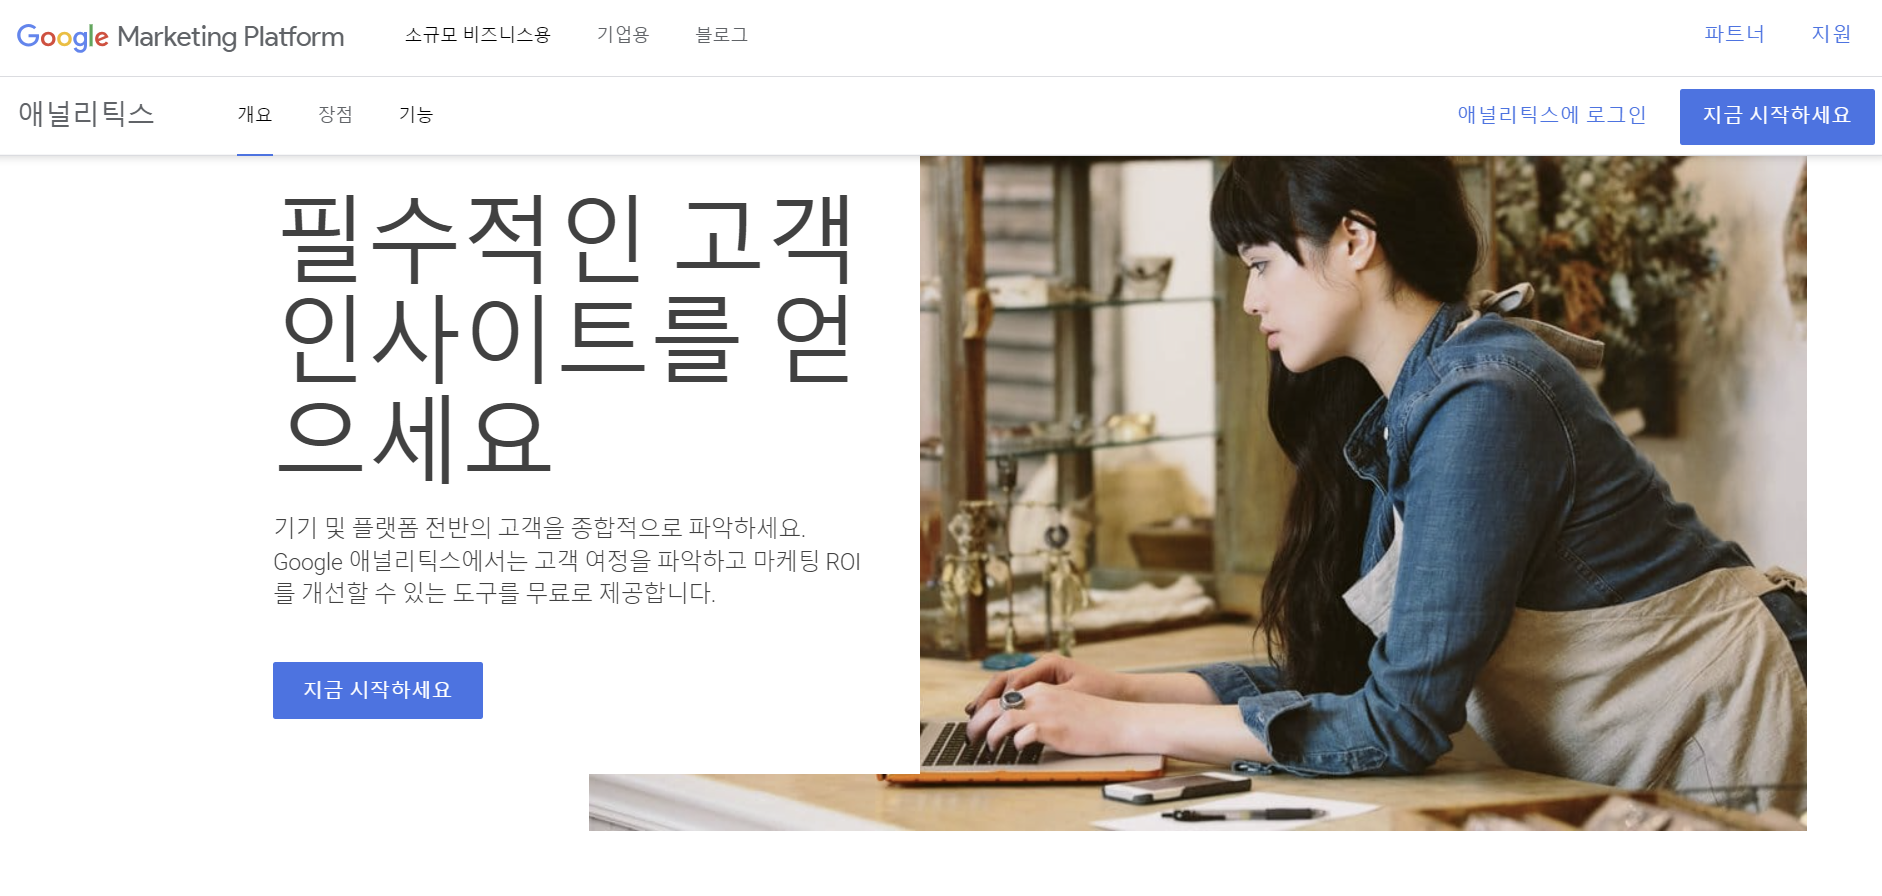 Google Marketing Platform 소규모 비즈니스용 기업용 블로그 파트너 지원
애널리틱스 개요 장점 기능 애널리틱스에 로그인 지금 시작하세요
필수적인 고객
인사이트를 얻
으세요
기기 및 플랫폼 전반의 고객을 종합적으로 파악하세요.
Google 애널리틱스에서는 고객 여정을 파악하고 마케팅 ROI
를 개선할 수 있는 도구를 무료로 제공합니다.
지금 시작하세요